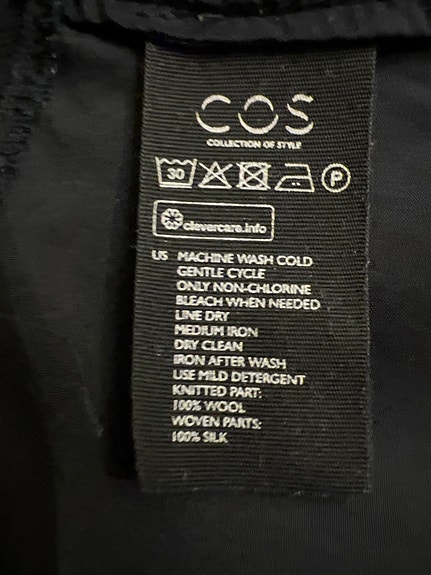 COS
COLLECTION OF STYLE
30 P
clevercare.info
US MACHINE WASH COLD
GENTLE CYCLE
ONLY NON-CHLORINE
BLEACH WHEN NEEDED
LINE DRY
MEDIUM IRON
DRY CLEAN
IRON AFTER WASH
USE MILD DETERGENT
KNITTED PART:
100% WOOL
WOVEN PARTS:
100% SILK